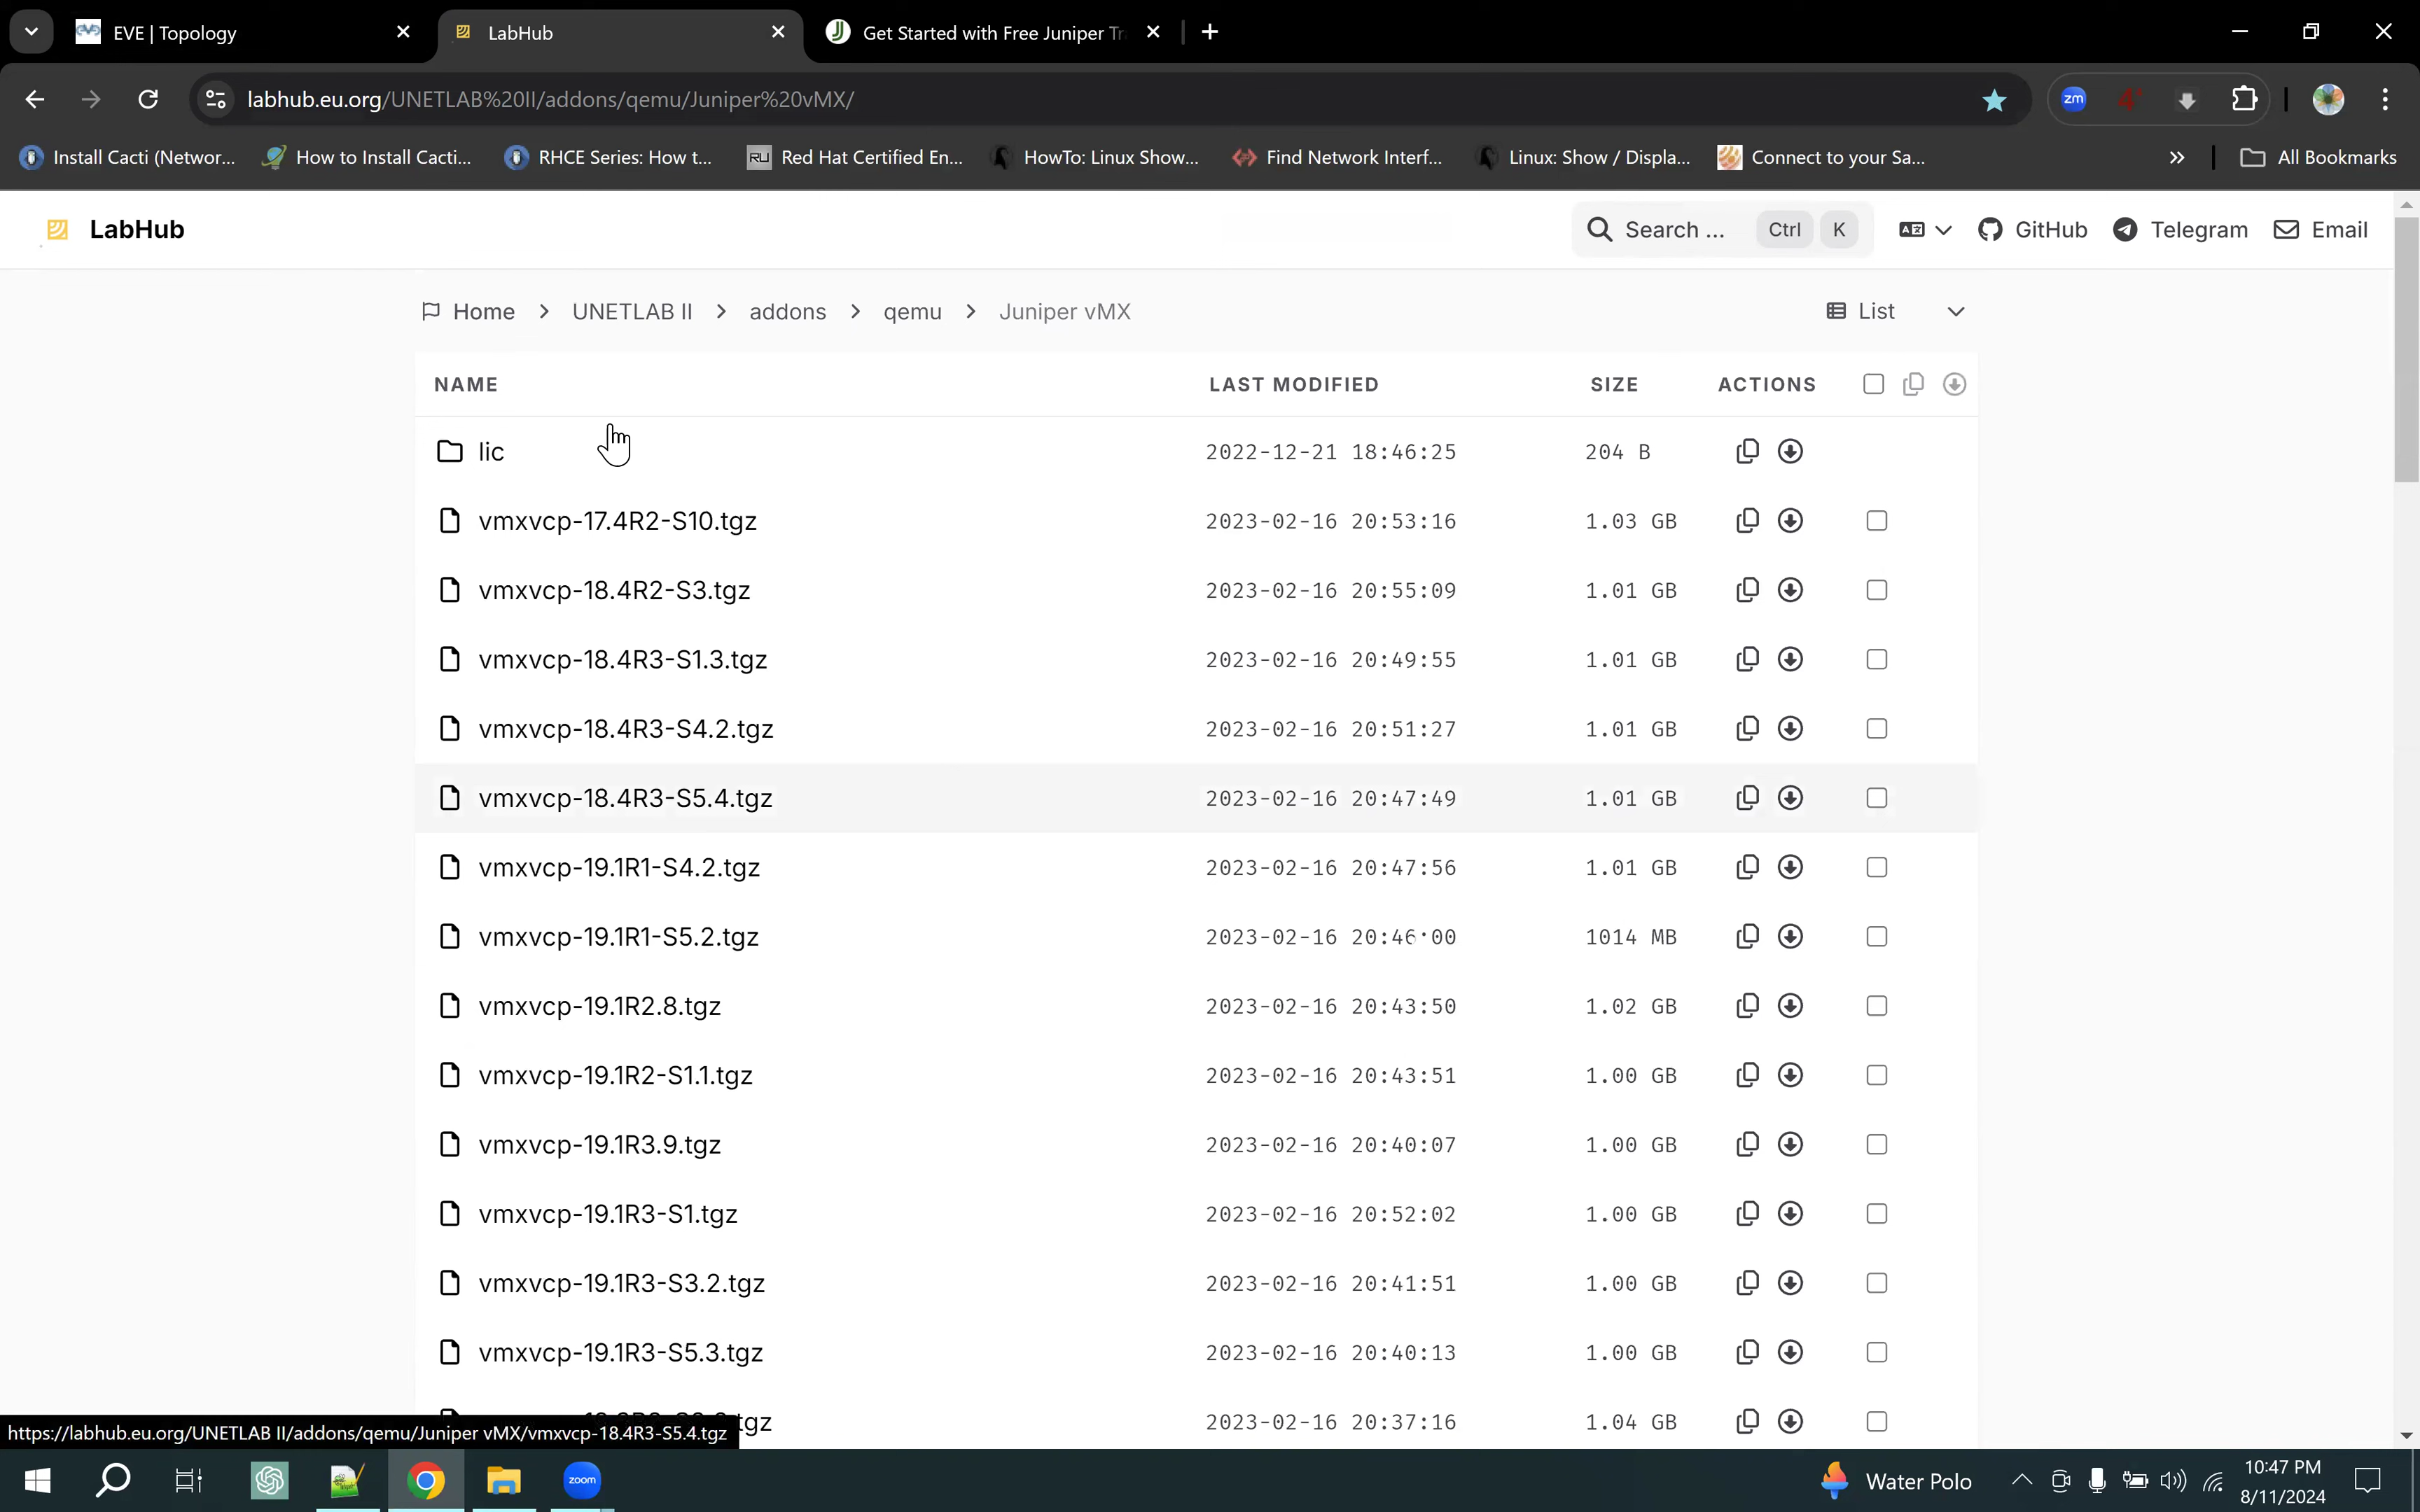 EVE | Topology
LabHub
Get Started with Free Juniper Tr
labhub.eu.org/UNETLAB%20II/addons/qemu/Juniper%20vMX/
zm
Install Cacti (Networ...
How to Install Cacti...
RHCE Series: How t...
RU
Red Hat Certified En...
HowTo: Linux Show...
Find Network Interf...
Linux: Show / Displa...
Connect to your Sa...
All Bookmarks
LabHub
Search ...
Ctrl
K
GitHub
Telegram
Email
Home > UNETLAB II > addons > qemu > Juniper vMX
List
NAME LAST MODIFIED SIZE ACTIONS
lic 2022-12-21 18:46:25 204 B
vmxvcp-17.4R2-S10.tgz 2023-02-16 20:53:16 1.03 GB
vmxvcp-18.4R2-S3.tgz 2023-02-16 20:55:09 1.01 GB
vmxvcp-18.4R3-S1.3.tgz 2023-02-16 20:49:55 1.01 GB
vmxvcp-18.4R3-S4.2.tgz 2023-02-16 20:51:27 1.01 GB
vmxvcp-18.4R3-S5.4.tgz 2023-02-16 20:47:49 1.01 GB
vmxvcp-19.1R1-S4.2.tgz 2023-02-16 20:47:56 1.01 GB
vmxvcp-19.1R1-S5.2.tgz 2023-02-16 20:46:00 1014 MB
vmxvcp-19.1R2.8.tgz 2023-02-16 20:43:50 1.02 GB
vmxvcp-19.1R2-S1.1.tgz 2023-02-16 20:43:51 1.00 GB
vmxvcp-19.1R3.9.tgz 2023-02-16 20:40:07 1.00 GB
vmxvcp-19.1R3-S1.tgz 2023-02-16 20:52:02 1.00 GB
vmxvcp-19.1R3-S3.2.tgz 2023-02-16 20:41:51 1.00 GB
vmxvcp-19.1R3-S5.3.tgz 2023-02-16 20:40:13 1.00 GB
tgz 2023-02-16 20:37:16 1.04 GB
https://labhub.eu.org/UNETLAB II/addons/qemu/Juniper vMX/vmxvcp-18.4R3-S5.4.tgz
zoom
Water Polo
10:47 PM
8/11/2024